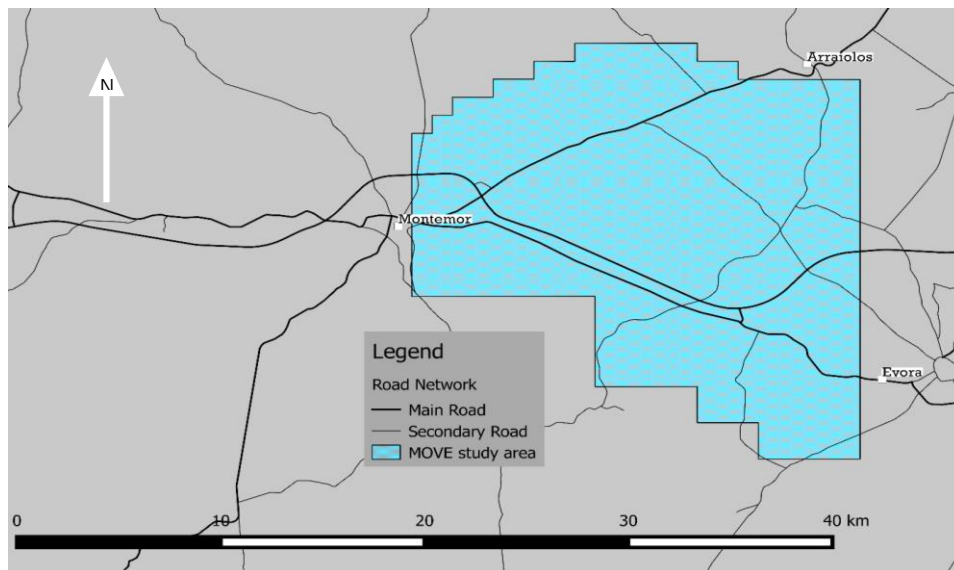 Arraiolos
N
Montemor
Legend
Road Network
Main Road
Secondary Road
MOVE study area
Evora
0 10 20 30 40 km